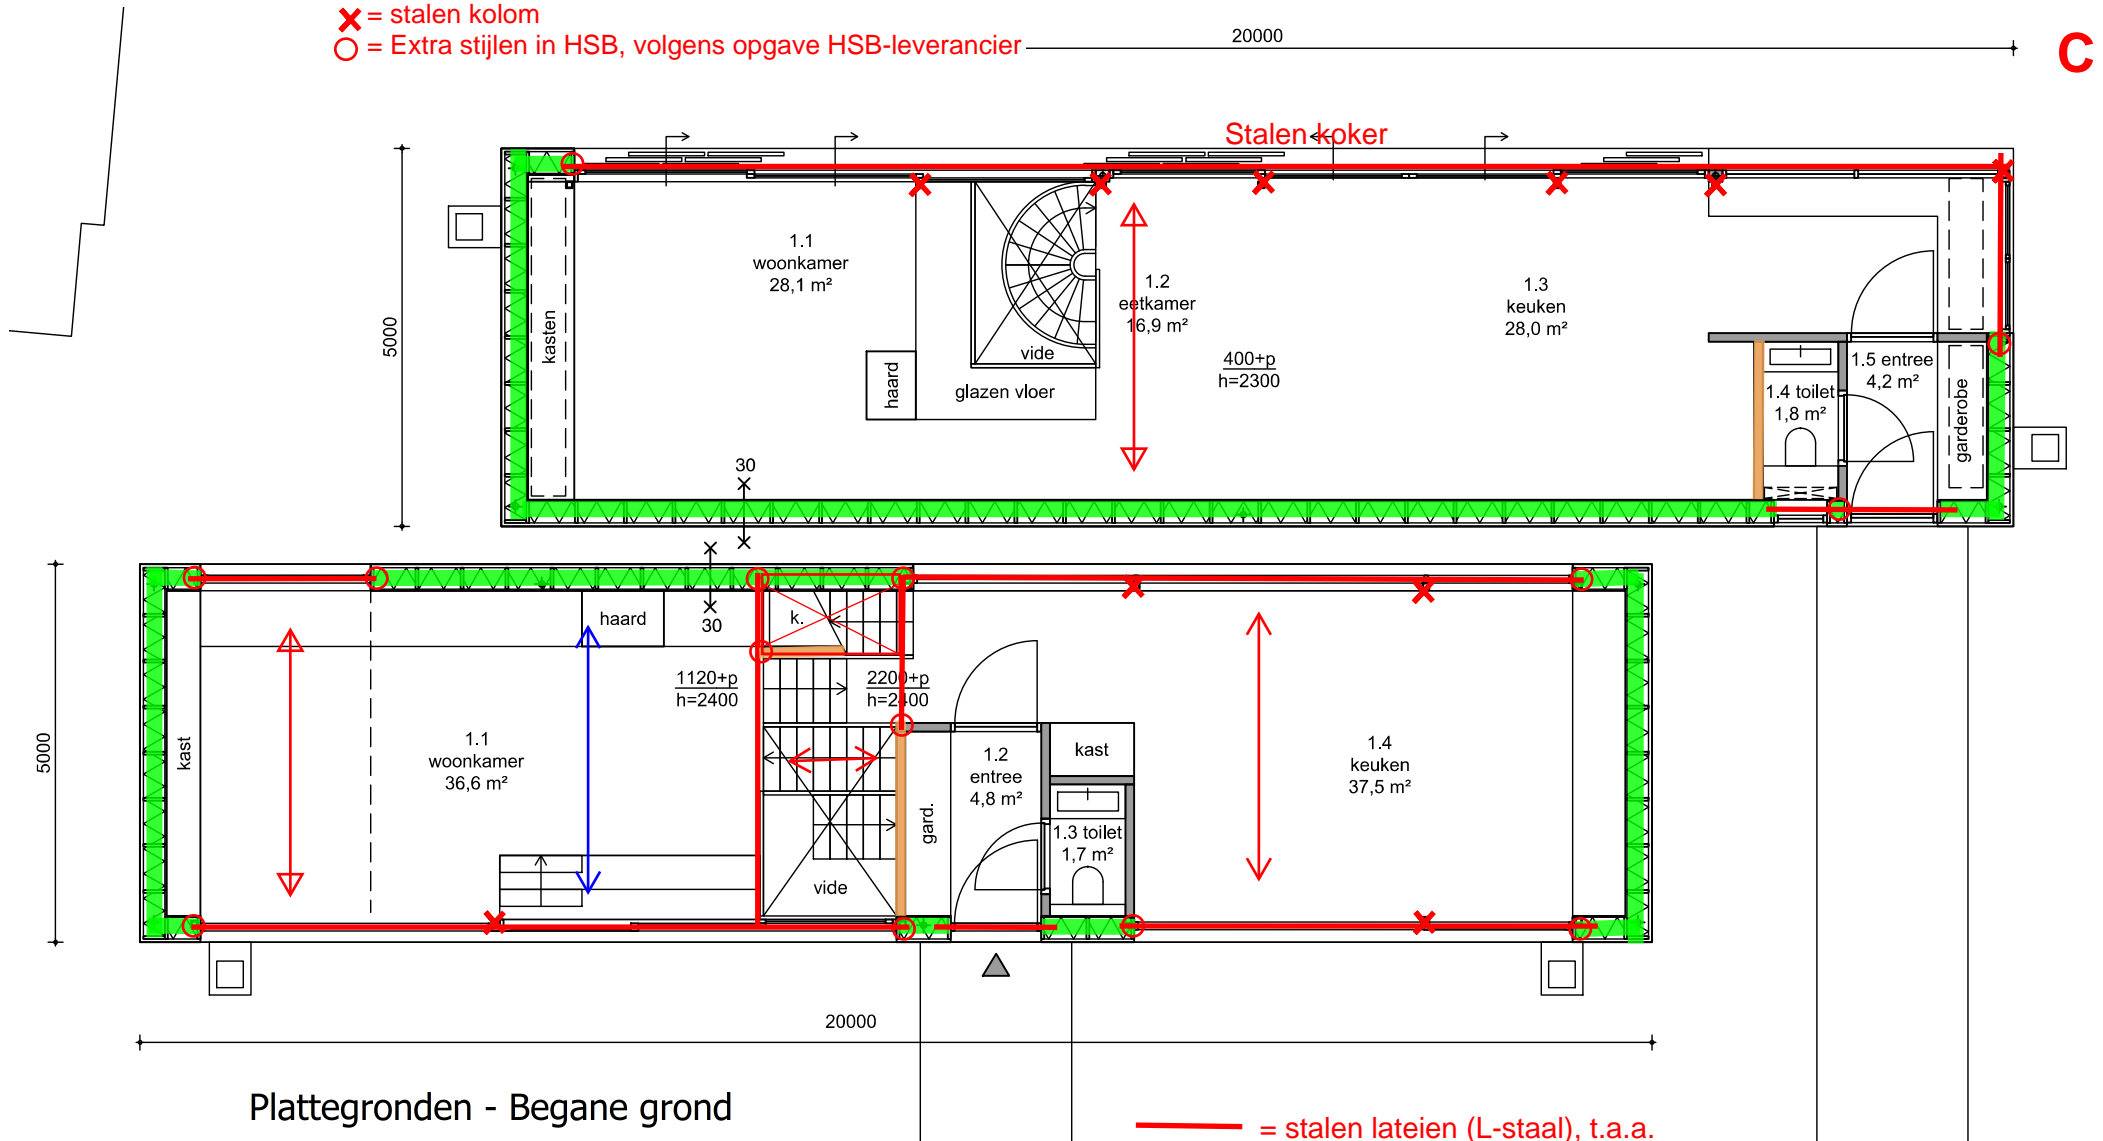 = stalen kolom
= Extra stijlen in HSB, volgens opgave HSB-leverancier
20000
C
Stalen koker
5000
kasten
1.1
woonkamer
28,1 m²
haard
vide
glazen vloer
1.2
eetkamer
16,9 m²
400+p
h=2300
1.3
keuken
28,0 m²
1.4 toilet
1,8 m²
1.5 entree
4,2 m²
garderobe
30
30
5000
kast
haard
k.
1120+p
h=2400
2200+p
h=2400
1.1
woonkamer
36,6 m²
vide
gard.
1.2
entree
4,8 m²
kast
1.3 toilet
1,7 m²
1.4
keuken
37,5 m²
20000
Plattegronden - Begane grond
= stalen lateien (L-staal), t.a.a.